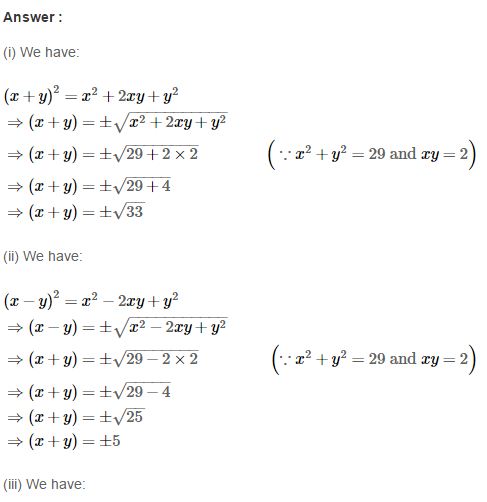 Answer :
(i) We have:
(x + y)² = x² + 2xy + y²
⇒ (x + y) = ±√(x² + 2xy + y²)
⇒ (x + y) = ±√(29 + 2 × 2) (∵ x² + y² = 29 and xy = 2)
⇒ (x + y) = ±√(29 + 4)
⇒ (x + y) = ±√33
(ii) We have:
(x − y)² = x² − 2xy + y²
⇒ (x − y) = ±√(x² − 2xy + y²)
⇒ (x + y) = ±√(29 − 2 × 2) (∵ x² + y² = 29 and xy = 2)
⇒ (x + y) = ±√(29 − 4)
⇒ (x + y) = ±√25
⇒ (x + y) = ±5
(iii) We have: